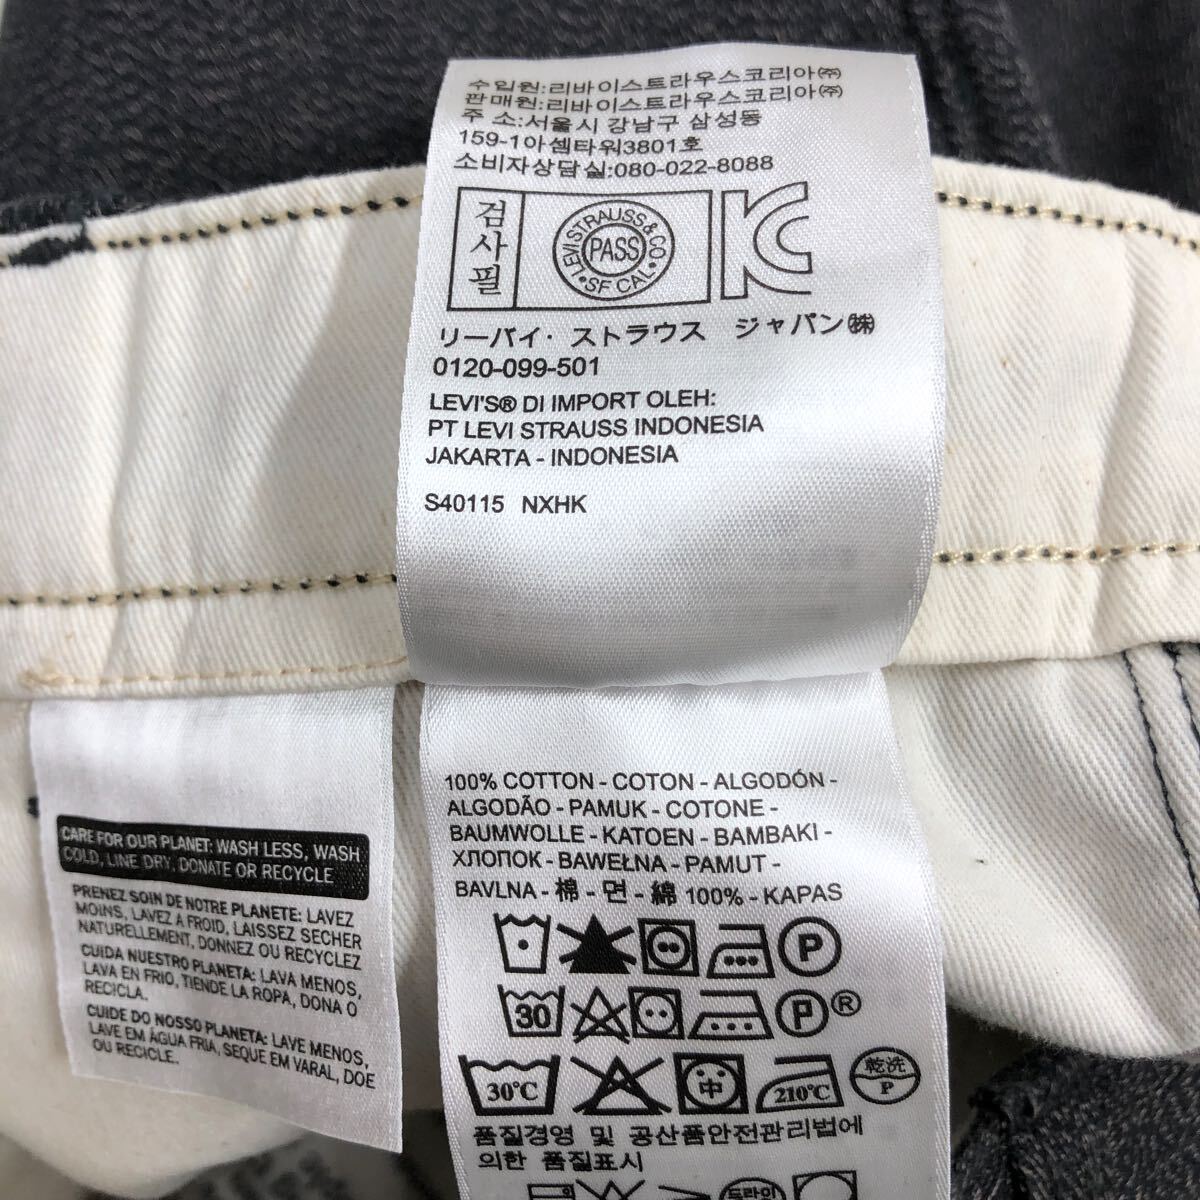 수입원:리바이스트라우스코리아㈜
판매원:리바이스트라우스코리아㈜
주 소:서울시 강남구 삼성동
159-1아셈타워3801호
소비자상담실:080-022-8088
검사필
LEVI STRAUSS & CO
PASS
SF CAL
リーバイ・ストラウス ジャパン㈱
0120-099-501
LEVI'S® DI IMPORT OLEH:
PT LEVI STRAUSS INDONESIA
JAKARTA - INDONESIA
S40115 NXHK
100% COTTON - COTON - ALGODÓN -
ALGODÃO - PAMUK - COTONE -
BAUMWOLLE - KATOEN - BAMBAKI -
ХЛОПОК - BAWEŁNA - PAMUT -
BAVLNA - 棉 - 면 - 綿 100% - KAPAS
P
30 P®
30℃ 中 210℃ 乾洗 P
품질경영 및 공산품안전관리법에
의한 품질표시
드라이
CARE FOR OUR PLANET: WASH LESS, WASH
COLD, LINE DRY, DONATE OR RECYCLE
PRENEZ SOIN DE NOTRE PLANETE: LAVEZ
MOINS, LAVEZ A FROID, LAISSEZ SECHER
NATURELLEMENT, DONNEZ OU RECYCLEZ
CUIDA NUESTRO PLANETA: LAVA MENOS,
LAVA EN FRIO, TIENDE LA ROPA, DONA O
RECICLA.
CUIDE DO NOSSO PLANETA: LAVE MENOS,
LAVE EM ÁGUA FRIA, SEQUE EM VARAL, DOE
OU RECICLE.